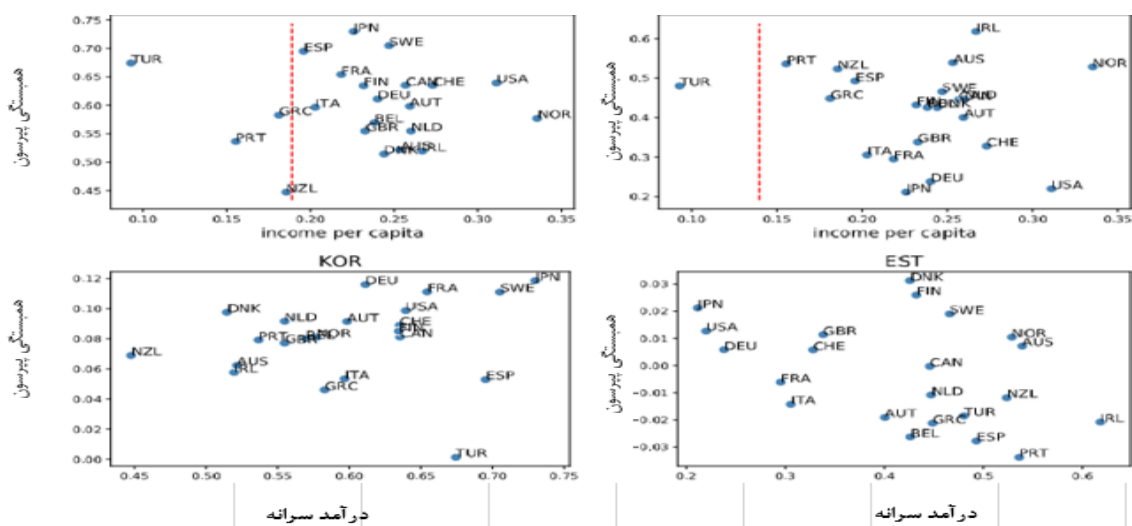 0.75
0.70
0.65
0.60
0.55
0.50
0.45
همبستگی پیرسون
TUR
ESP
JPN
SWE
FRA
FIN
CAN
CHE
USA
DEU
AUT
ITA
GRC
BEL
GBR
NLD
NOR
PRT
AUS
IRL
DNK
NZL
0.10 0.15 0.20 0.25 0.30 0.35
income per capita
0.6
0.5
0.4
0.3
0.2
همبستگی پیرسون
IRL
AUS
NOR
PRT
NZL
ESP
TUR
SWE
GRC
FIN
DNK
AUT
GBR
CHE
ITA
FRA
DEU
JPN
USA
0.10 0.15 0.20 0.25 0.30 0.35
income per capita
KOR
0.12
0.10
0.08
0.06
0.04
0.02
0.00
همبستگی پیرسون
JPN
DEU
FRA
SWE
DNK
USA
NLD
AUT
CHE
FIN
CAN
PRT
GBR
BEL
NOR
NZL
AUS
IRL
ITA
ESP
GRC
TUR
0.45 0.50 0.55 0.60 0.65 0.70 0.75
درآمد سرانه
EST
0.03
0.02
0.01
0.00
−0.01
−0.02
−0.03
همبستگی پیرسون
DNK
FIN
JPN
SWE
USA
GBR
NOR
AUS
DEU
CHE
CAN
FRA
NLD
NZL
ITA
AUT
GRC
TUR
IRL
BEL
ESP
PRT
0.2 0.3 0.4 0.5 0.6
درآمد سرانه